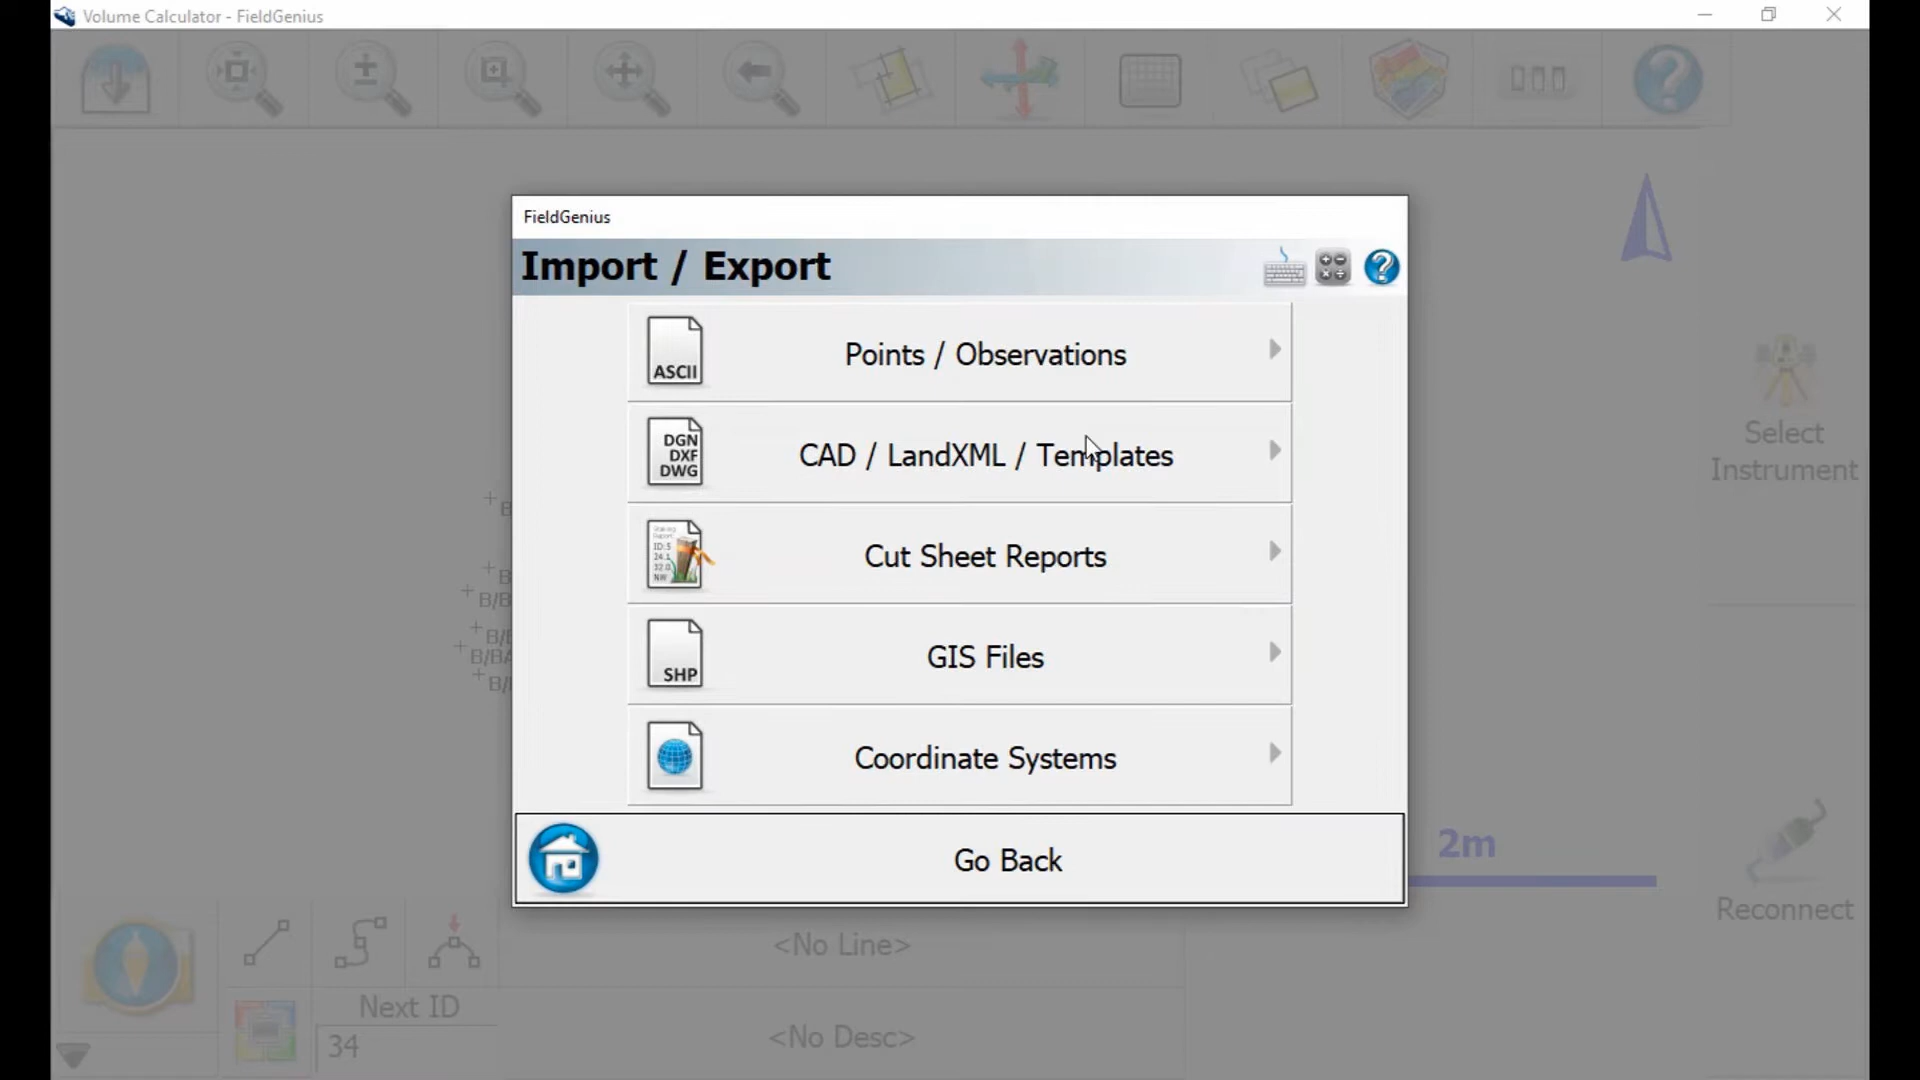 Volume Calculator - FieldGenius
FieldGenius
Import / Export
ASCII
Points / Observations
DGN
DXF
DWG
CAD / LandXML / Templates
Cut Sheet Reports
SHP
GIS Files
Coordinate Systems
Go Back
Select
Instrument
2m
Reconnect
<No Line>
Next ID
34
<No Desc>